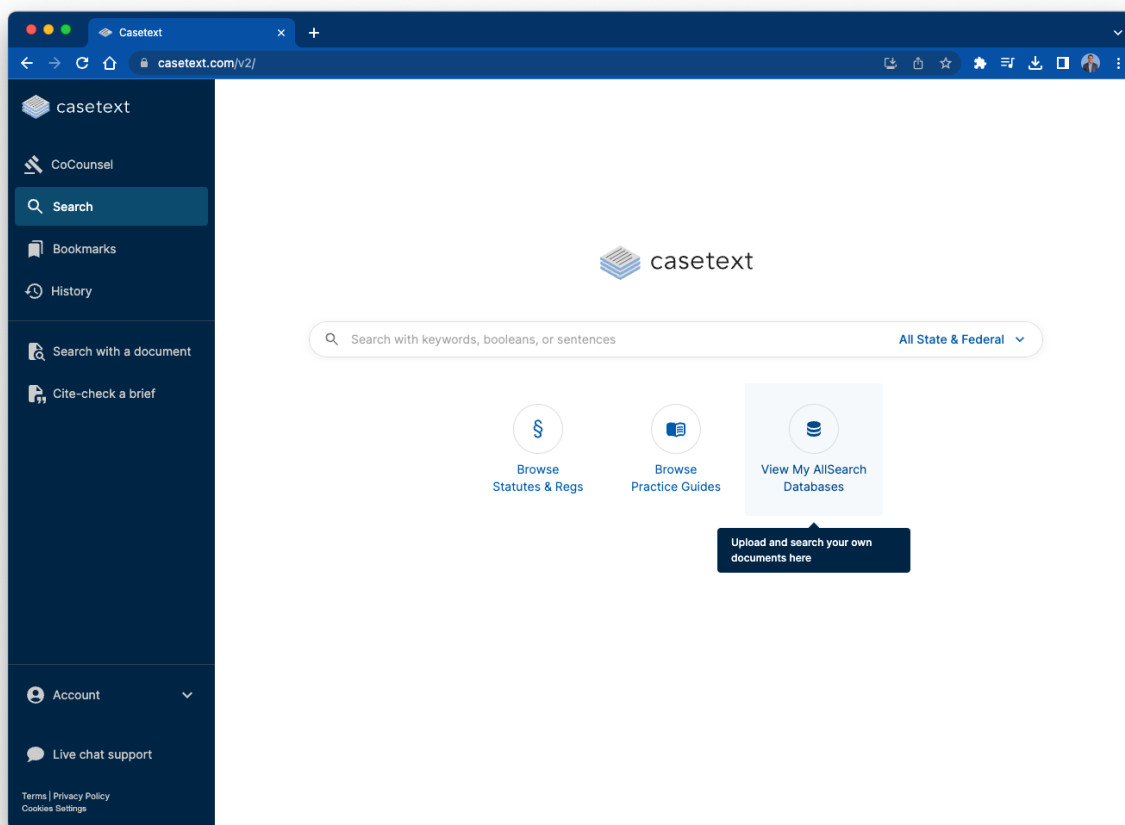 Casetext
casetext.com/v2/
casetext
CoCounsel
Search
Bookmarks
History
Search with a document
Cite-check a brief
Account
Live chat support
Terms | Privacy Policy
Cookies Settings
casetext
Search with keywords, booleans, or sentences
All State & Federal
§
Browse
Statutes & Regs
Browse
Practice Guides
View My AllSearch
Databases
Upload and search your own
documents here